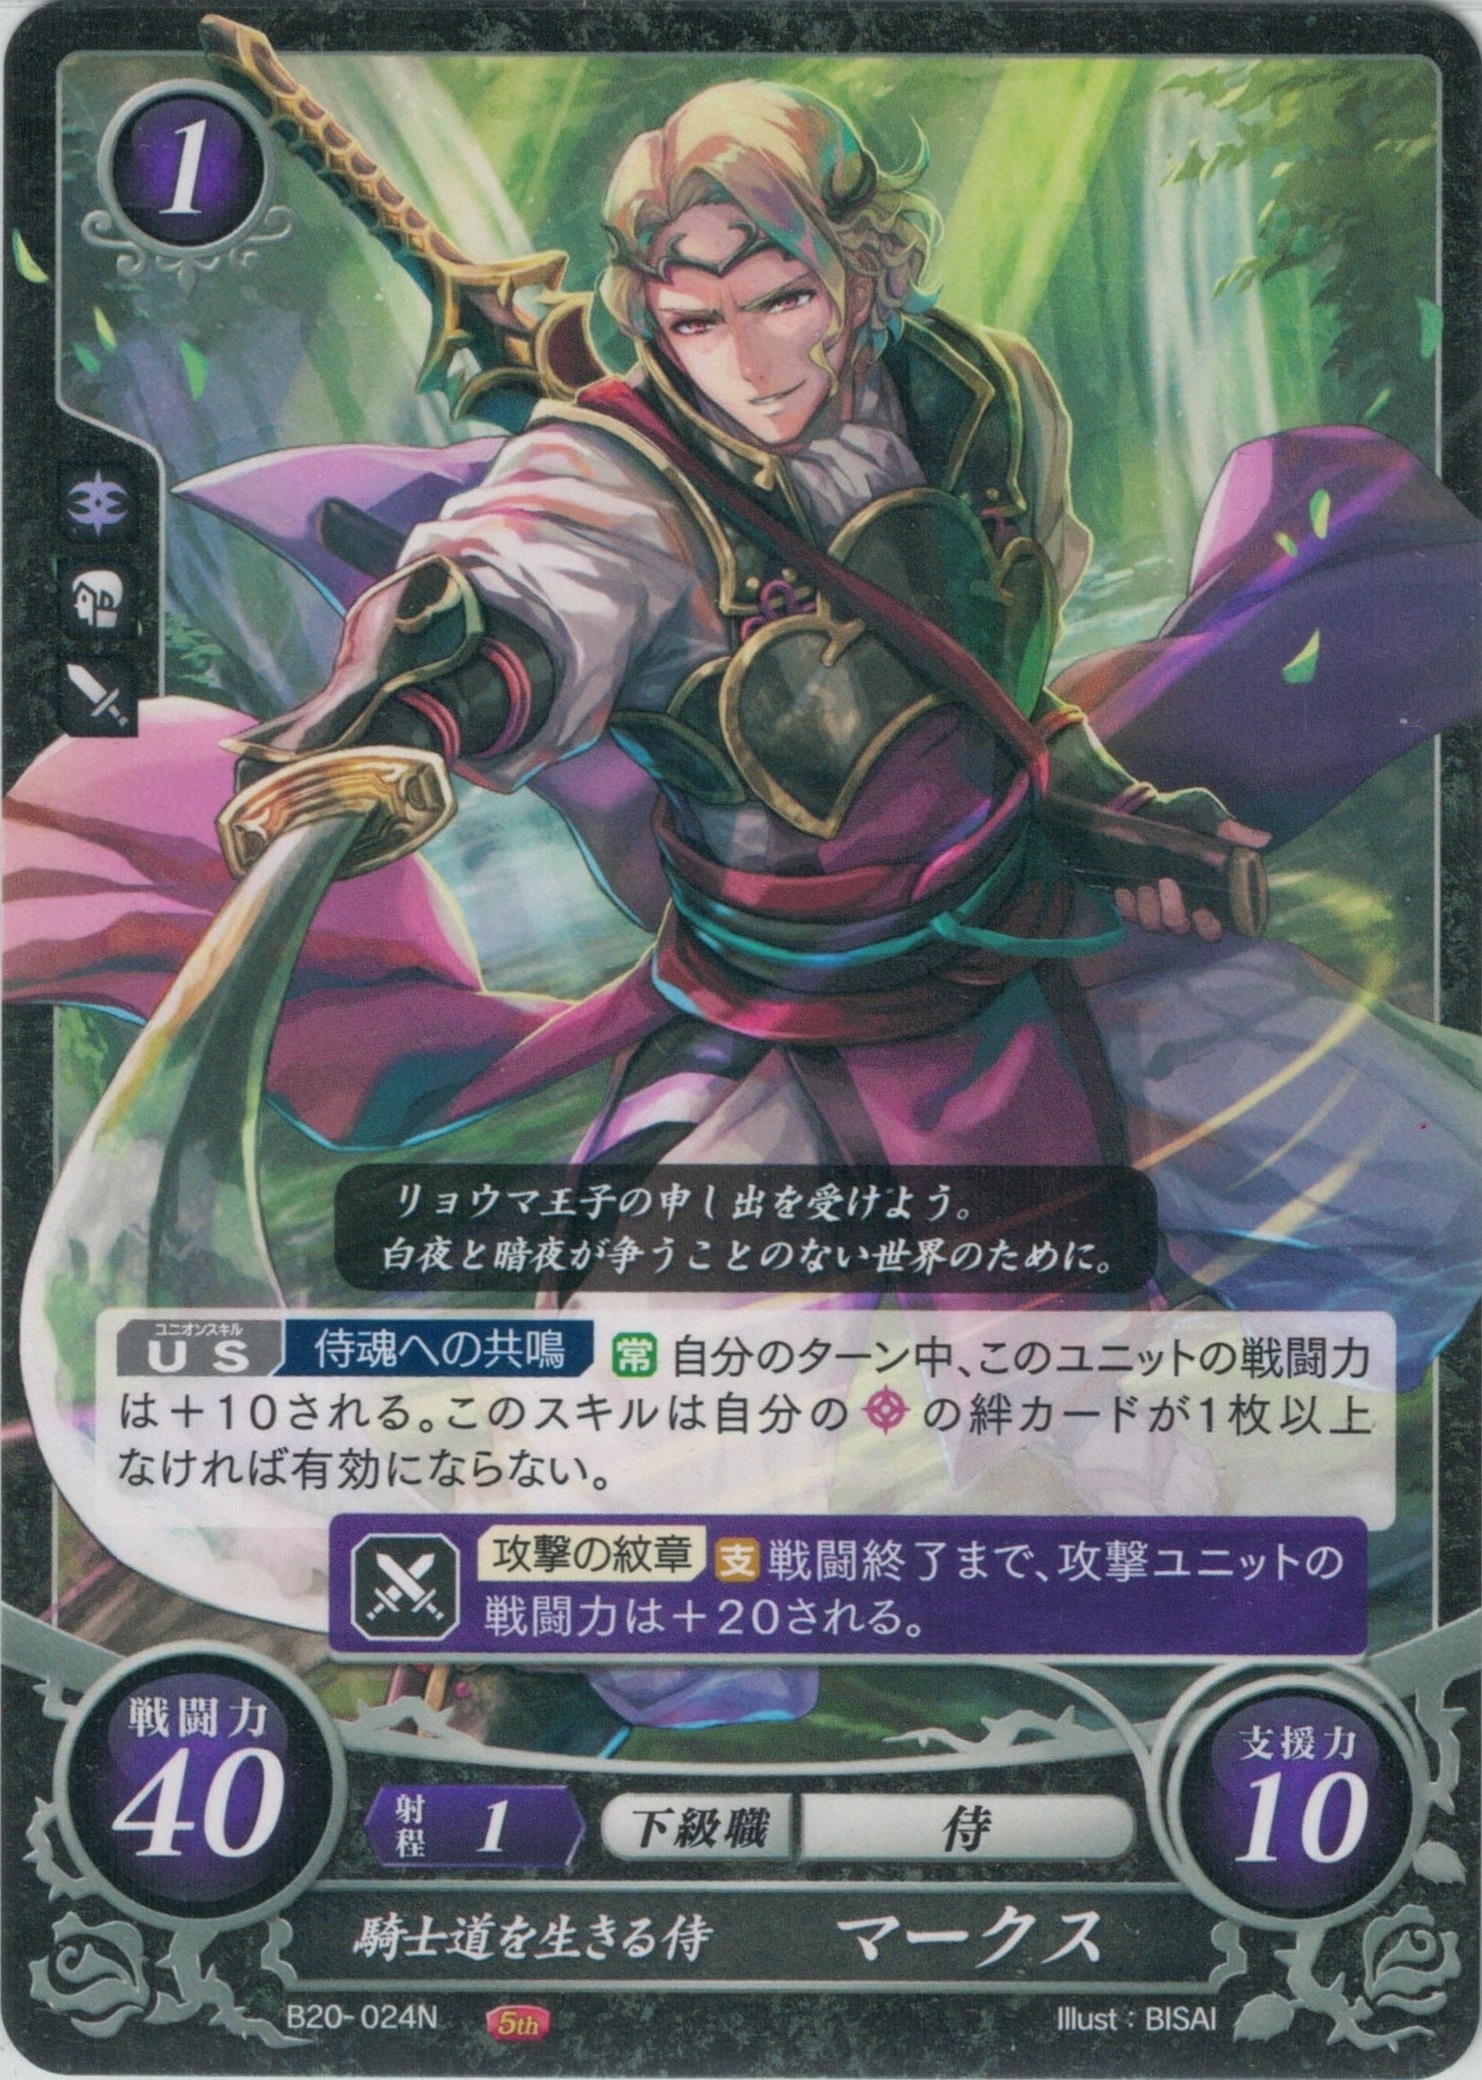 1
リョウマ王子の申し出を受けよう。
白夜と暗夜が争うことのない世界のために。
ユニオンスキル
US 侍魂への共鳴 常 自分のターン中、このユニットの戦闘力
は＋10される。このスキルは自分の の絆カードが1枚以上
なければ有効にならない。
攻撃の紋章 支 戦闘終了まで、攻撃ユニットの
戦闘力は＋20される。
戦闘力
40
射程 1
下級職 侍
支援力
10
騎士道を生きる侍 マークス
B20-024N 5th Illust：BISAI